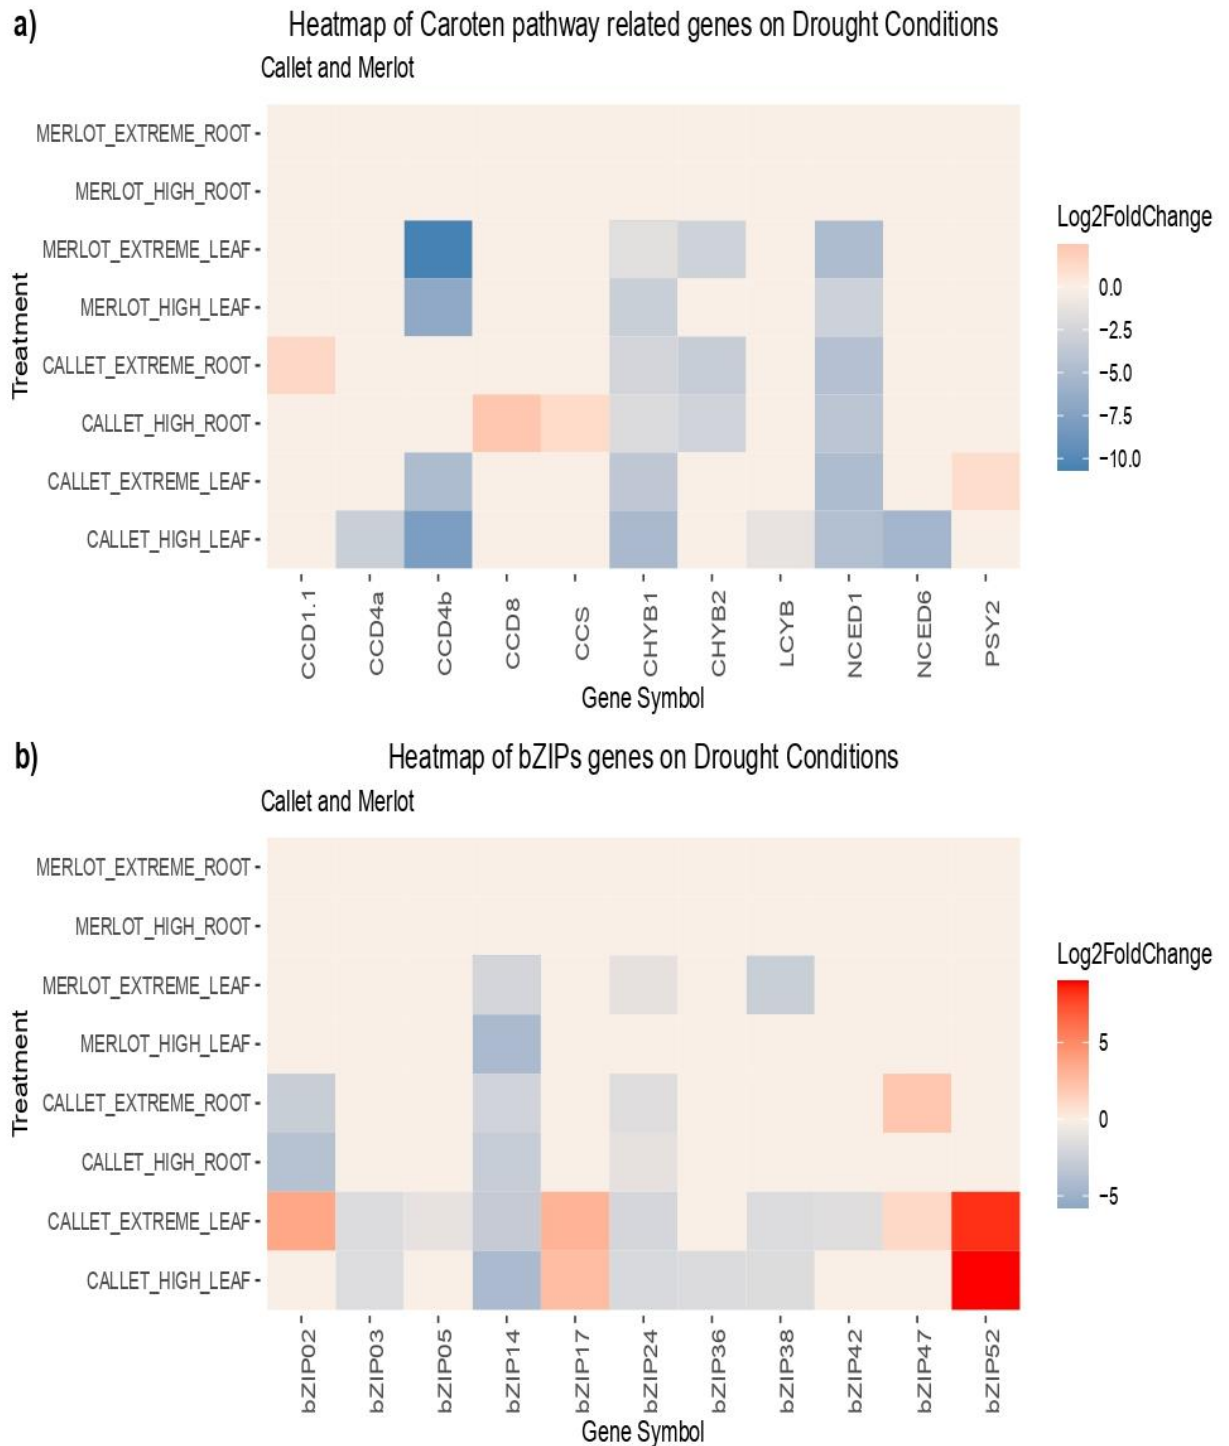 a)
Heatmap of Caroten pathway related genes on Drought Conditions
Callet and Merlot
Treatment
MERLOT_EXTREME_ROOT
MERLOT_HIGH_ROOT
MERLOT_EXTREME_LEAF
MERLOT_HIGH_LEAF
CALLET_EXTREME_ROOT
CALLET_HIGH_ROOT
CALLET_EXTREME_LEAF
CALLET_HIGH_LEAF
CCD1.1
CCD4a
CCD4b
CCD8
CCS
CHYB1
CHYB2
LCYB
NCED1
NCED6
PSY2
Gene Symbol
Log2FoldChange
0.0
−2.5
−5.0
−7.5
−10.0
b)
Heatmap of bZIPs genes on Drought Conditions
Callet and Merlot
Treatment
MERLOT_EXTREME_ROOT
MERLOT_HIGH_ROOT
MERLOT_EXTREME_LEAF
MERLOT_HIGH_LEAF
CALLET_EXTREME_ROOT
CALLET_HIGH_ROOT
CALLET_EXTREME_LEAF
CALLET_HIGH_LEAF
bZIP02
bZIP03
bZIP05
bZIP14
bZIP17
bZIP24
bZIP36
bZIP38
bZIP42
bZIP47
bZIP52
Gene Symbol
Log2FoldChange
5
0
−5